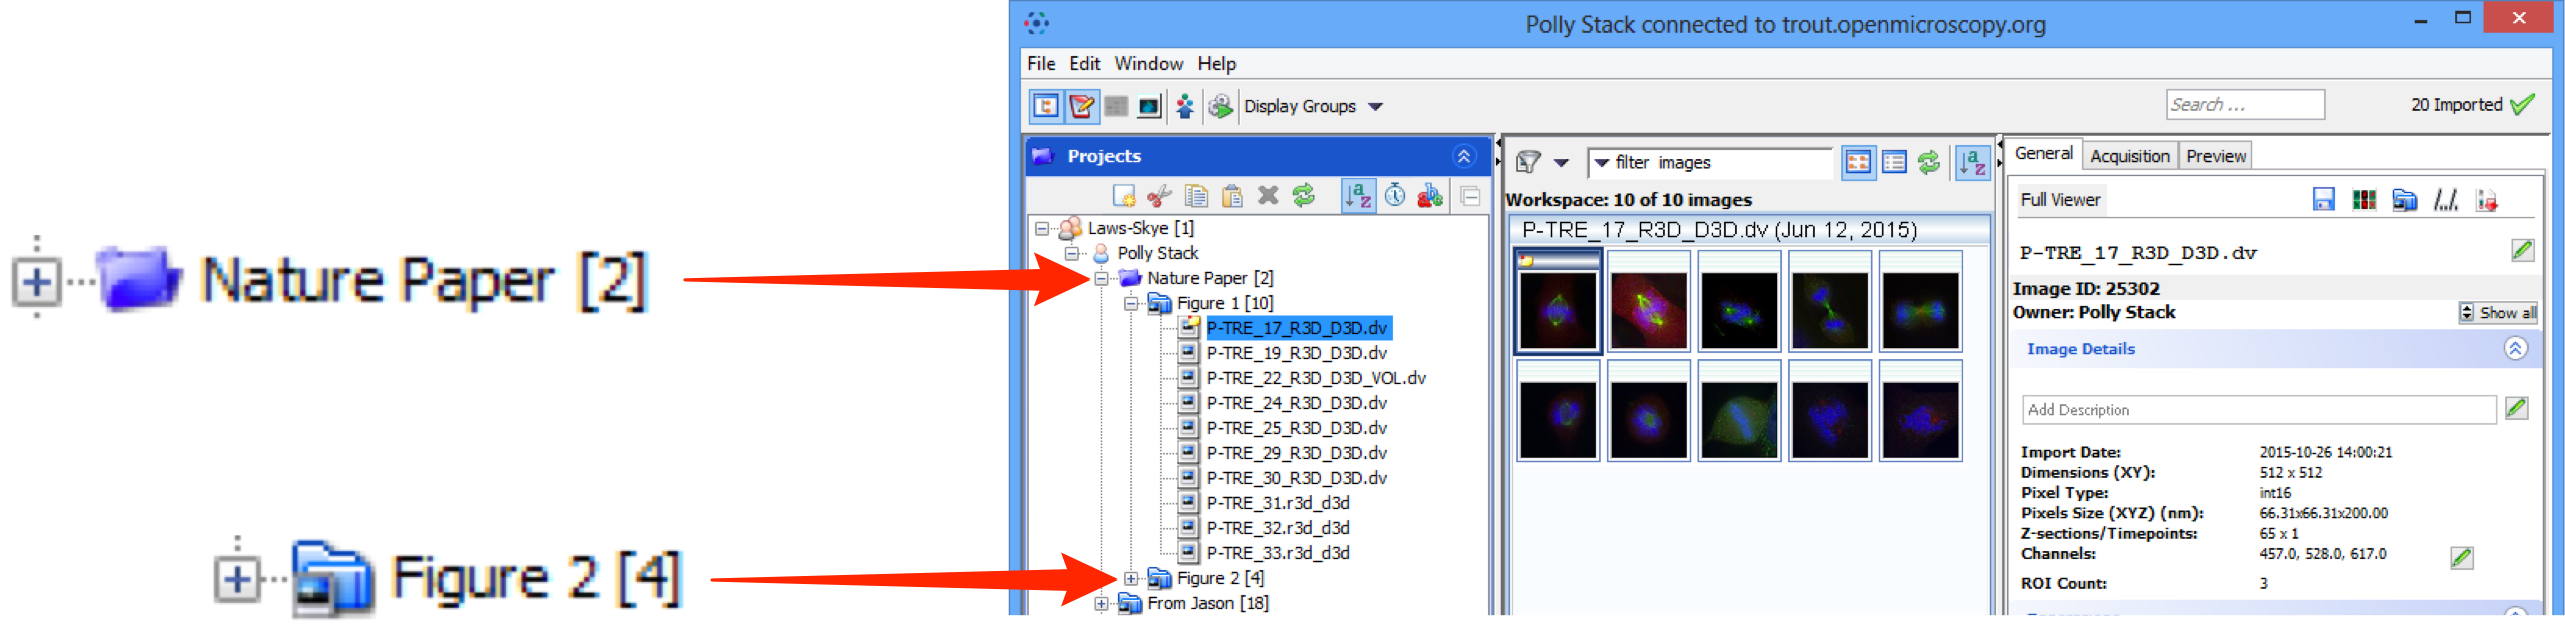 Nature Paper [2]
Figure 2 [4]
Polly Stack connected to trout.openmicroscopy.org
File Edit Window Help
Display Groups
Search ...
20 Imported
Projects
Laws-Skye [1]
Polly Stack
Nature Paper [2]
Figure 1 [10]
P-TRE_17_R3D_D3D.dv
P-TRE_19_R3D_D3D.dv
P-TRE_22_R3D_D3D_VOL.dv
P-TRE_24_R3D_D3D.dv
P-TRE_25_R3D_D3D.dv
P-TRE_29_R3D_D3D.dv
P-TRE_30_R3D_D3D.dv
P-TRE_31.r3d_d3d
P-TRE_32.r3d_d3d
P-TRE_33.r3d_d3d
Figure 2 [4]
From Jason [18]
filter images
Workspace: 10 of 10 images
P-TRE_17_R3D_D3D.dv (Jun 12, 2015)
General Acquisition Preview
Full Viewer
P-TRE_17_R3D_D3D.dv
Image ID: 25302
Owner: Polly Stack
Show all
Image Details
Add Description
Import Date: 2015-10-26 14:00:21
Dimensions (XY): 512 x 512
Pixel Type: int16
Pixels Size (XYZ) (nm): 66.31x66.31x200.00
Z-sections/Timepoints: 65 x 1
Channels: 457.0, 528.0, 617.0
ROI Count: 3